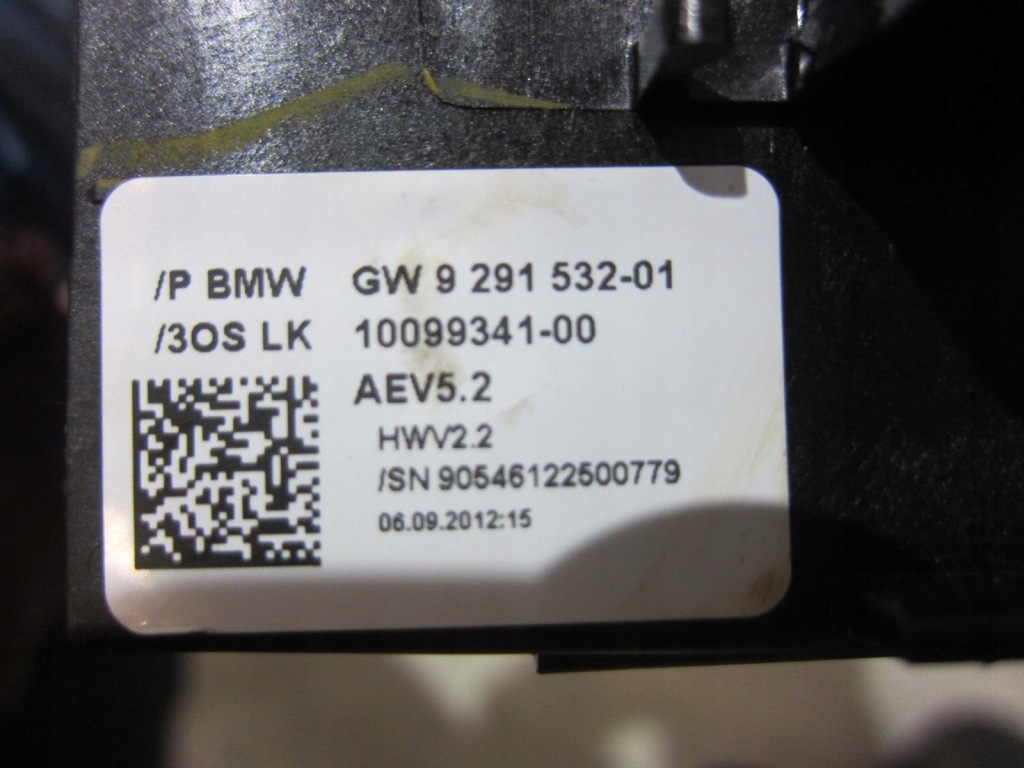 /P BMW GW 9 291 532-01
/3OS LK 10099341-00
AEV5.2
HWV2.2
/SN 90546122500779
06.09.2012:15